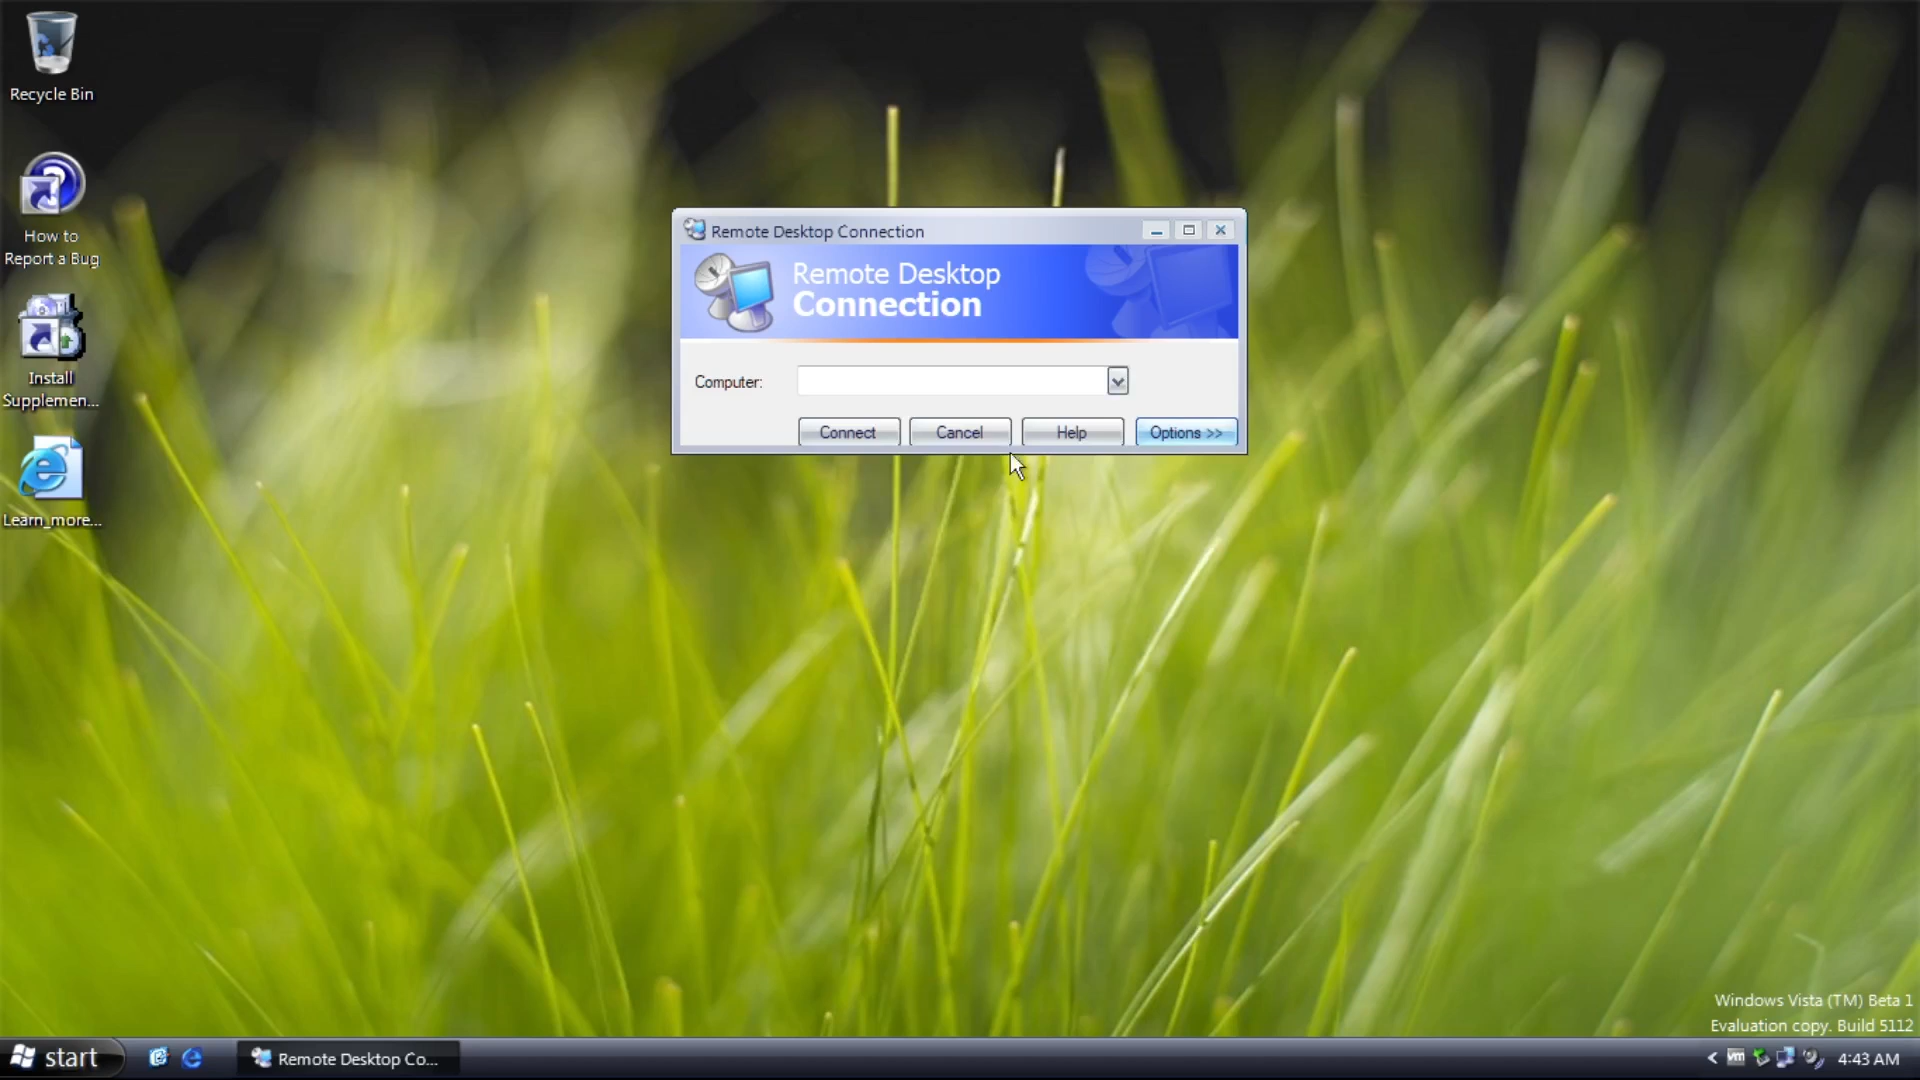 Recycle Bin
How to
Report a Bug
Install
Supplemen...
Learn_more...
Remote Desktop Connection
Remote Desktop
Connection
Computer:
Connect
Cancel
Help
Options >>
Windows Vista (TM) Beta 1
Evaluation copy. Build 5112
start
Remote Desktop Co...
vm
4:43 AM